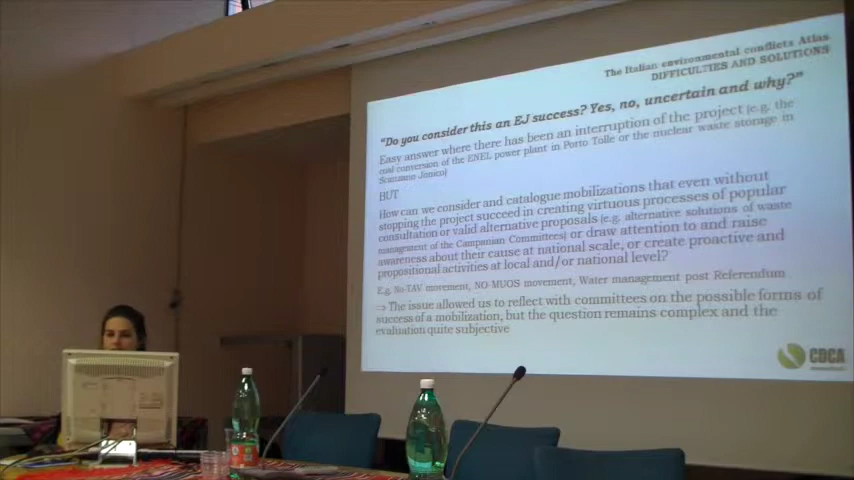 The Italian environmental conflicts Atlas
DIFFICULTIES AND SOLUTIONS
"Do you consider this an EJ success? Yes, no, uncertain and why?"
Easy answer where there has been an interruption of the project (e.g. the
coal conversion of the ENEL power plant in Porto Tolle or the nuclear waste storage in
Scanzano Jonico)
BUT
How can we consider and catalogue mobilizations that even without
stopping the project succeed in creating virtuous processes of popular
consultation or valid alternative proposals (e.g. alternative solutions of waste
management of the Campanian Committees) or draw attention to and raise
awareness about their cause at national scale, or create proactive and
propositional activities at local and/or national level?
E.g. No-TAV movement, NO-MUOS movement, Water management post Referendum
=> The issue allowed us to reflect with committees on the possible forms of
success of a mobilization, but the question remains complex and the
evaluation quite subjective
CDCA